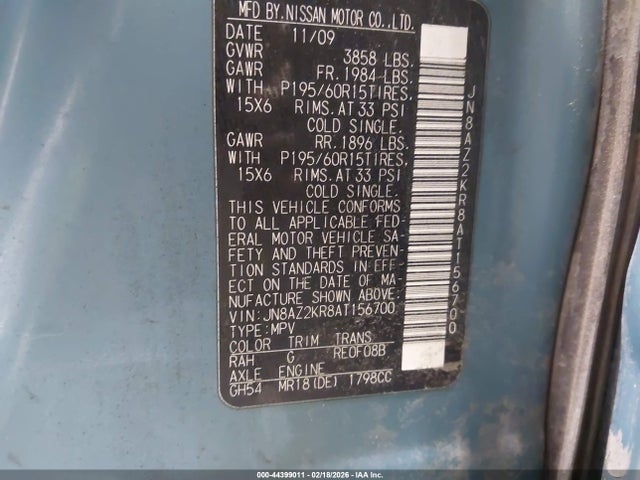 MFD BY.NISSAN MOTOR CO.,LTD.
DATE 11/09
GVWR 3858 LBS.
GAWR FR. 1984 LBS.
WITH P195/60R15TIRES.
15X6 RIMS. AT 33 PSI
COLD SINGLE.
GAWR RR. 1896 LBS.
WITH P195/60R15TIRES.
15X6 RIMS. AT 33 PSI
COLD SINGLE.
THIS VEHICLE CONFORMS
TO ALL APPLICABLE FED-
ERAL MOTOR VEHICLE SA-
FETY AND THEFT PREVEN-
TION STANDARDS IN EFF
ECT ON THE DATE OF MA-
NUFACTURE SHOWN ABOVE.
VIN: JN8AZ2KR8AT156700
TYPE: MPV
COLOR TRIM TRANS
RAH G RE0F08B
AXLE ENGINE
GH54 MR18(DE) 1798CC
JN8AZ2KR8AT156700
000-44399011 - 02/18/2026 - IAA Inc.